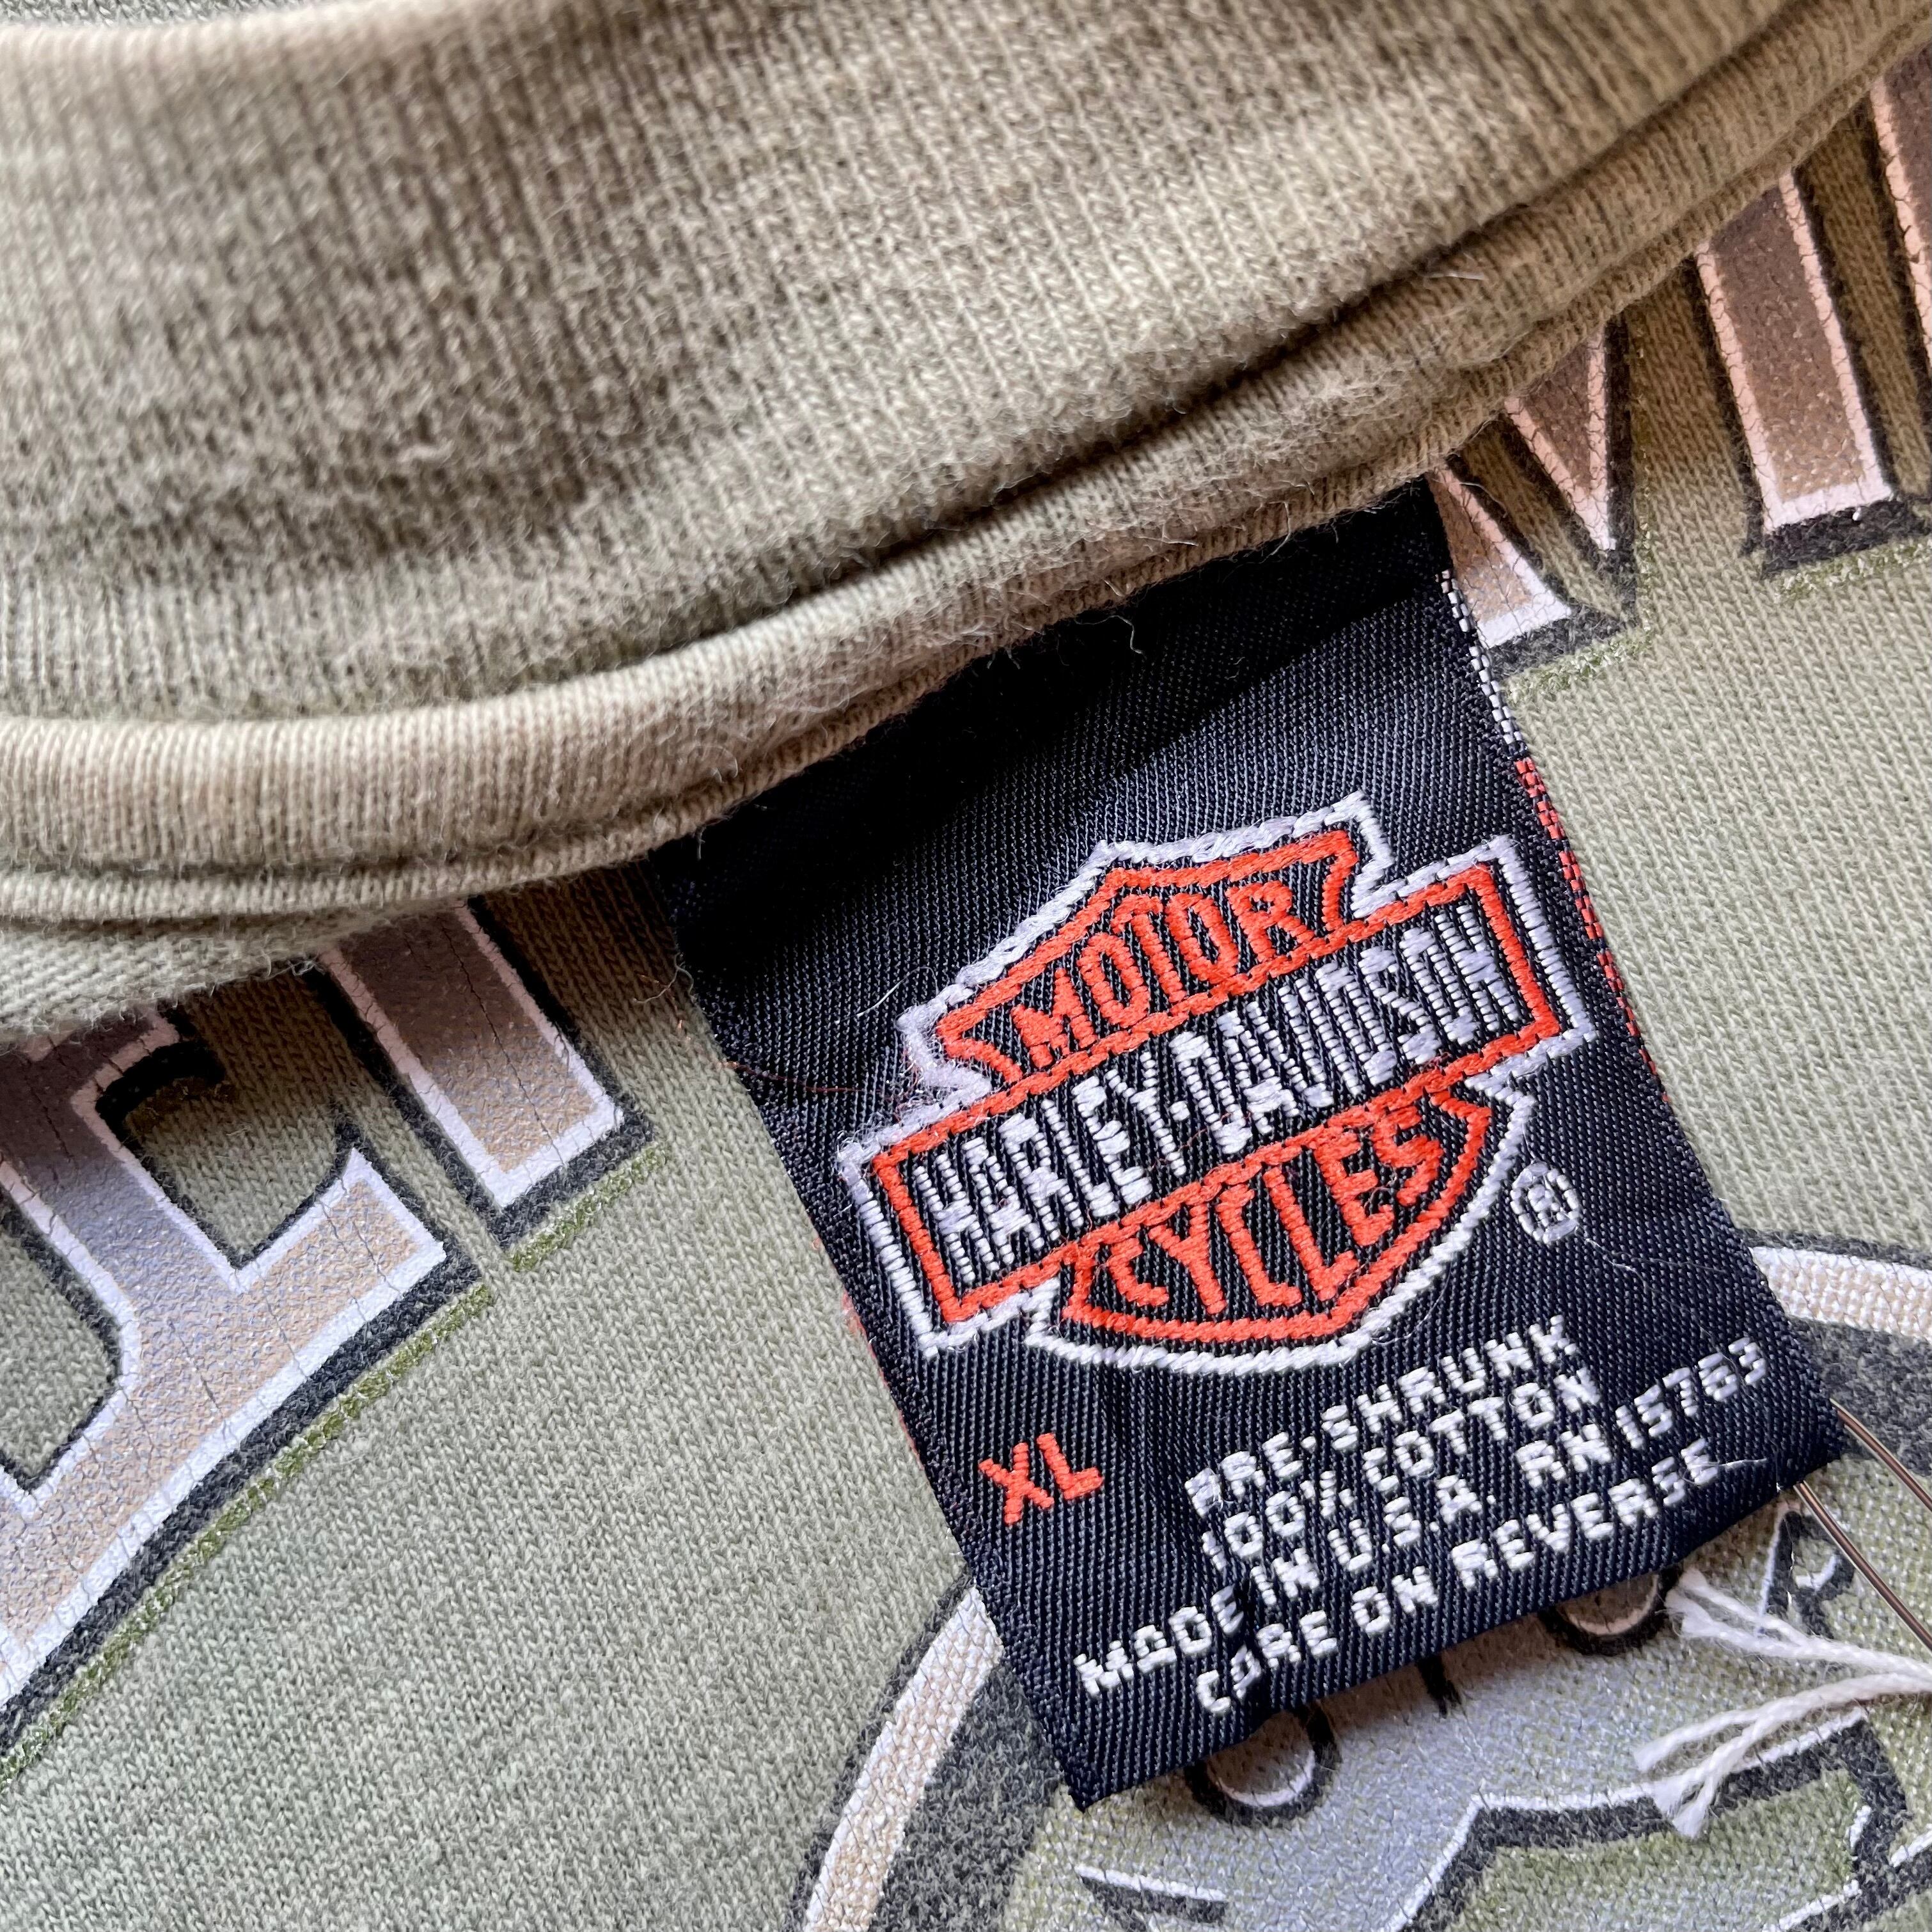 MOTOR
HARLEY-DAVIDSON
CYCLES
®
XL
PRE-SHRUNK
100% COTTON
MADE IN U.S.A. RN 15763
CARE ON REVERSE